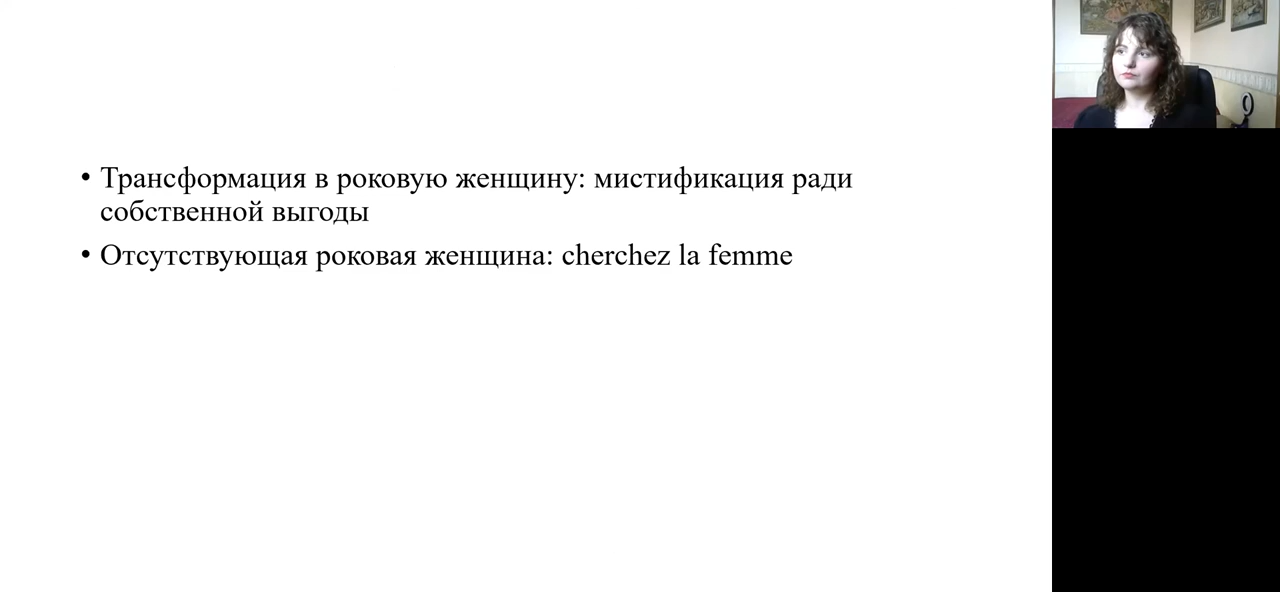 • Трансформация в роковую женщину: мистификация ради
собственной выгоды
• Отсутствующая роковая женщина: cherchez la femme